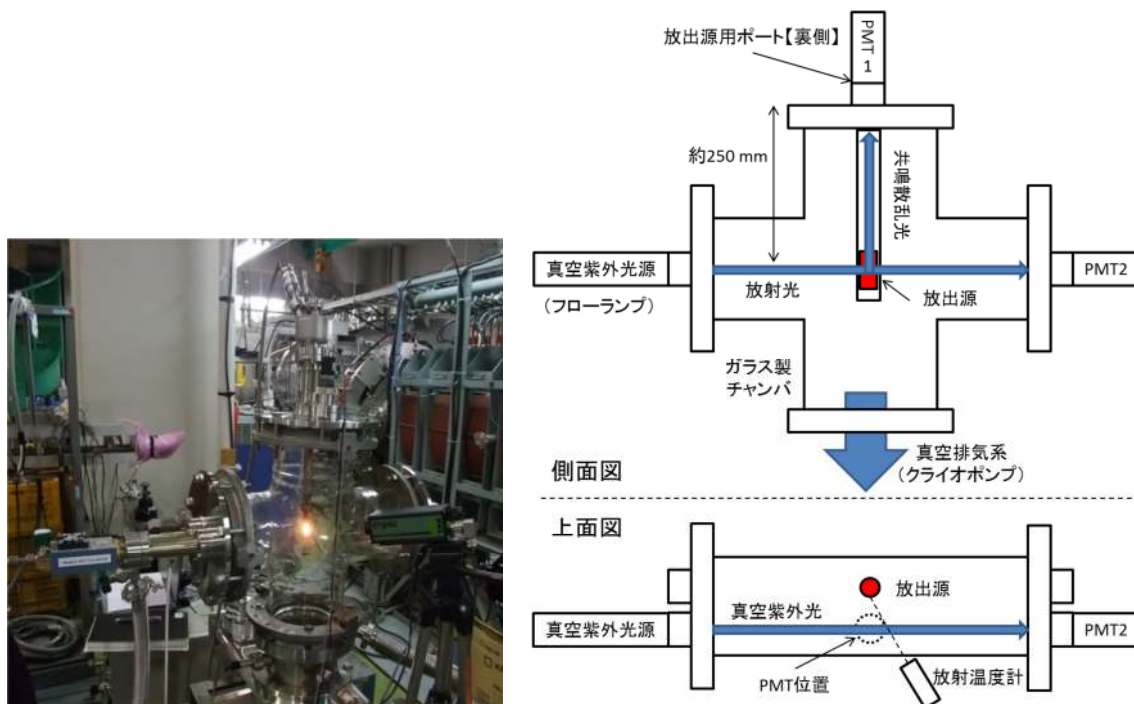 放出源用ポート【裏側】
PMT
1
約250 mm
共鳴散乱光
真空紫外光源
(フローランプ)
放射光
放出源
PMT2
ガラス製
チャンバ
真空排気系
(クライオポンプ)
側面図
上面図
放出源
真空紫外光源
真空紫外光
PMT2
PMT位置
放射温度計